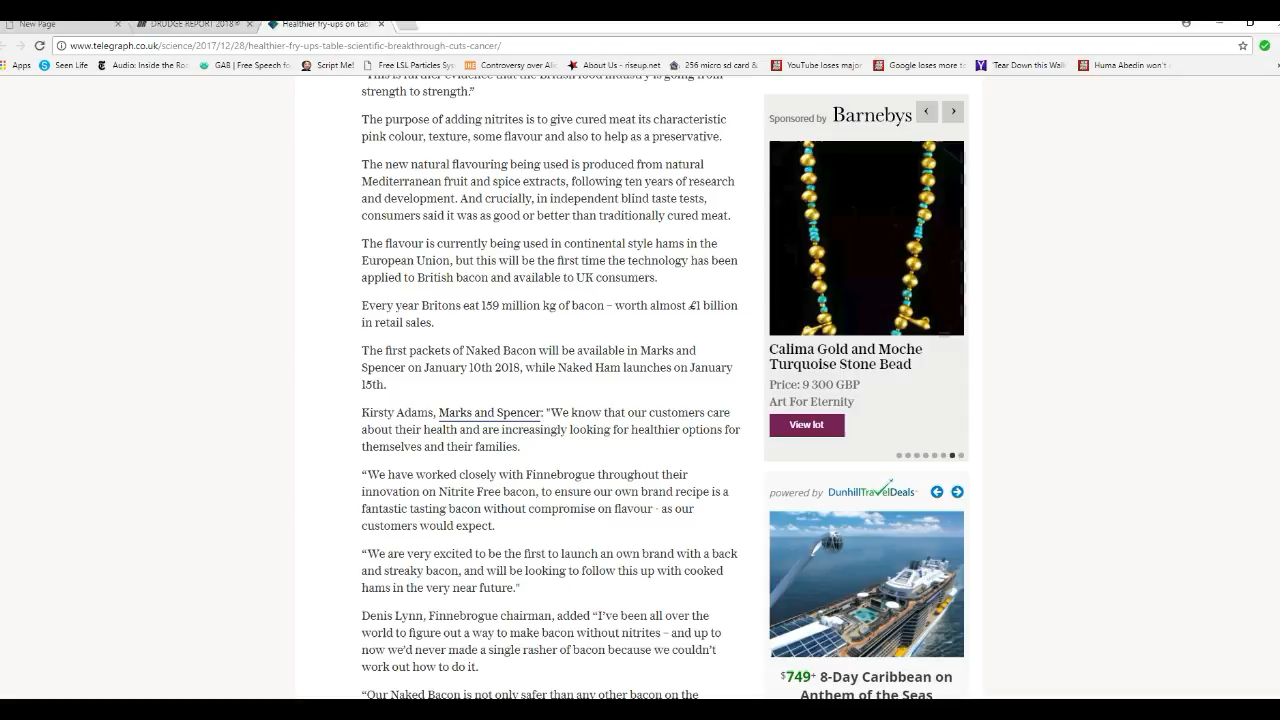 New Page
DRUDGE REPORT 2018®
Healthier fry-ups on tab
www.telegraph.co.uk/science/2017/12/28/healthier-fry-ups-table-scientific-breakthrough-cuts-cancer/
Apps
Seen Life
Audio: Inside the Ro
GAB | Free Speech fo
Script Me!
Free LSL Particles Sys
Controversy over Ali
About Us - riseup.net
256 micro sd card &
YouTube loses major
Google loses more to
'Tear Down this Wall
Huma Abedin won't
"This is further evidence that the British food industry is going from
strength to strength."
The purpose of adding nitrites is to give cured meat its characteristic
pink colour, texture, some flavour and also to help as a preservative.
The new natural flavouring being used is produced from natural
Mediterranean fruit and spice extracts, following ten years of research
and development. And crucially, in independent blind taste tests,
consumers said it was as good or better than traditionally cured meat.
The flavour is currently being used in continental style hams in the
European Union, but this will be the first time the technology has been
applied to British bacon and available to UK consumers.
Every year Britons eat 159 million kg of bacon – worth almost £1 billion
in retail sales.
The first packets of Naked Bacon will be available in Marks and
Spencer on January 10th 2018, while Naked Ham launches on January
15th.
Kirsty Adams, Marks and Spencer: "We know that our customers care
about their health and are increasingly looking for healthier options for
themselves and their families.
“We have worked closely with Finnebrogue throughout their
innovation on Nitrite Free bacon, to ensure our own brand recipe is a
fantastic tasting bacon without compromise on flavour - as our
customers would expect.
“We are very excited to be the first to launch an own brand with a back
and streaky bacon, and will be looking to follow this up with cooked
hams in the very near future."
Denis Lynn, Finnebrogue chairman, added “I’ve been all over the
world to figure out a way to make bacon without nitrites – and up to
now we’d never made a single rasher of bacon because we couldn’t
work out how to do it.
“Our Naked Bacon is not only safer than any other bacon on the
Sponsored by Barnebys
Calima Gold and Moche
Turquoise Stone Bead
Price: 9 300 GBP
Art For Eternity
View lot
powered by DunhillTravelDeals
$749+ 8-Day Caribbean on
Anthem of the Seas